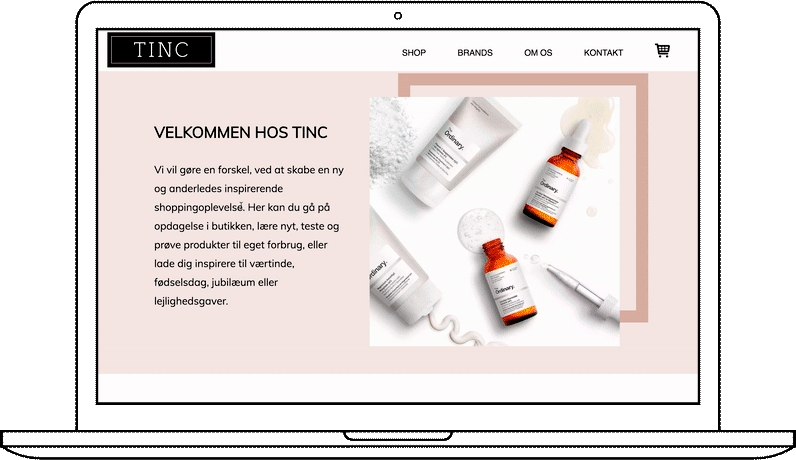 TINC
SHOP BRANDS OM OS KONTAKT
VELKOMMEN HOS TINC
Vi vil gøre en forskel, ved at skabe en ny
og anderledes inspirerende
shoppingoplevelse. Her kan du gå på
opdagelse i butikken, lære nyt, teste og
prøve produkter til eget forbrug, eller
lade dig inspirere til værtinde,
fødselsdag, jubilæum eller
lejlighedsgaver.
The
Ordinary.
The
Ordinary.
Ordinary.
The
Ordinary.